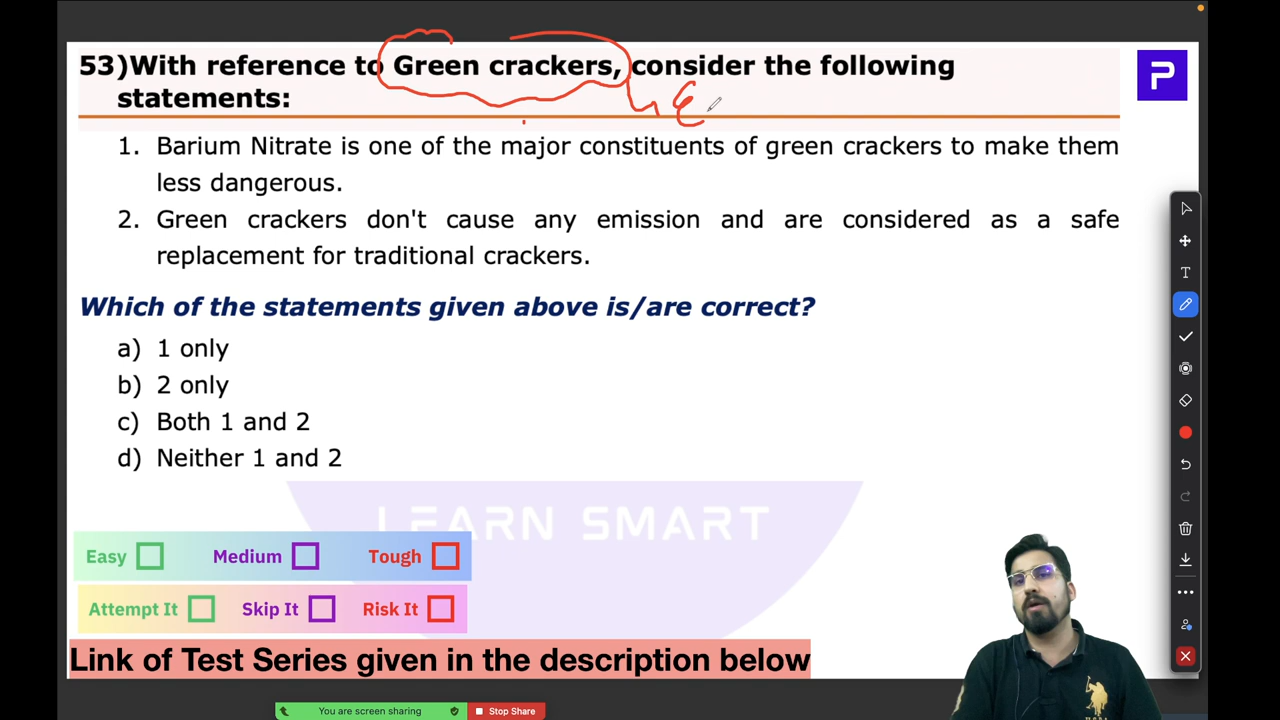 53)With reference to Green crackers, consider the following
statements:
1. Barium Nitrate is one of the major constituents of green crackers to make them
less dangerous.
2. Green crackers don't cause any emission and are considered as a safe
replacement for traditional crackers.
Which of the statements given above is/are correct?
a) 1 only
b) 2 only
c) Both 1 and 2
d) Neither 1 and 2
LEARN SMART
Easy Medium Tough
Attempt It Skip It Risk It
Link of Test Series given in the description below
You are screen sharing Stop Share